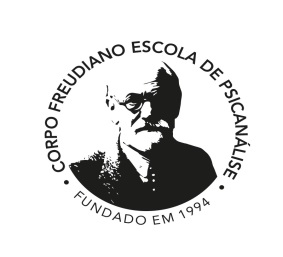 CORPO FREUDIANO ESCOLA DE PSICANÁLISE
FUNDADO EM 1994